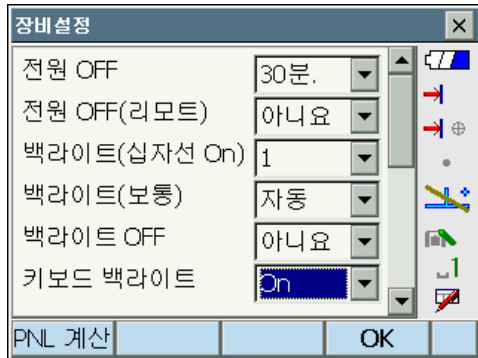 장비설정
전원 OFF 30분.
전원 OFF(리모트) 아니요
백라이트(십자선 On) 1
백라이트(보통) 자동
백라이트 OFF 아니요
키보드 백라이트 On
1
PNL 계산 OK